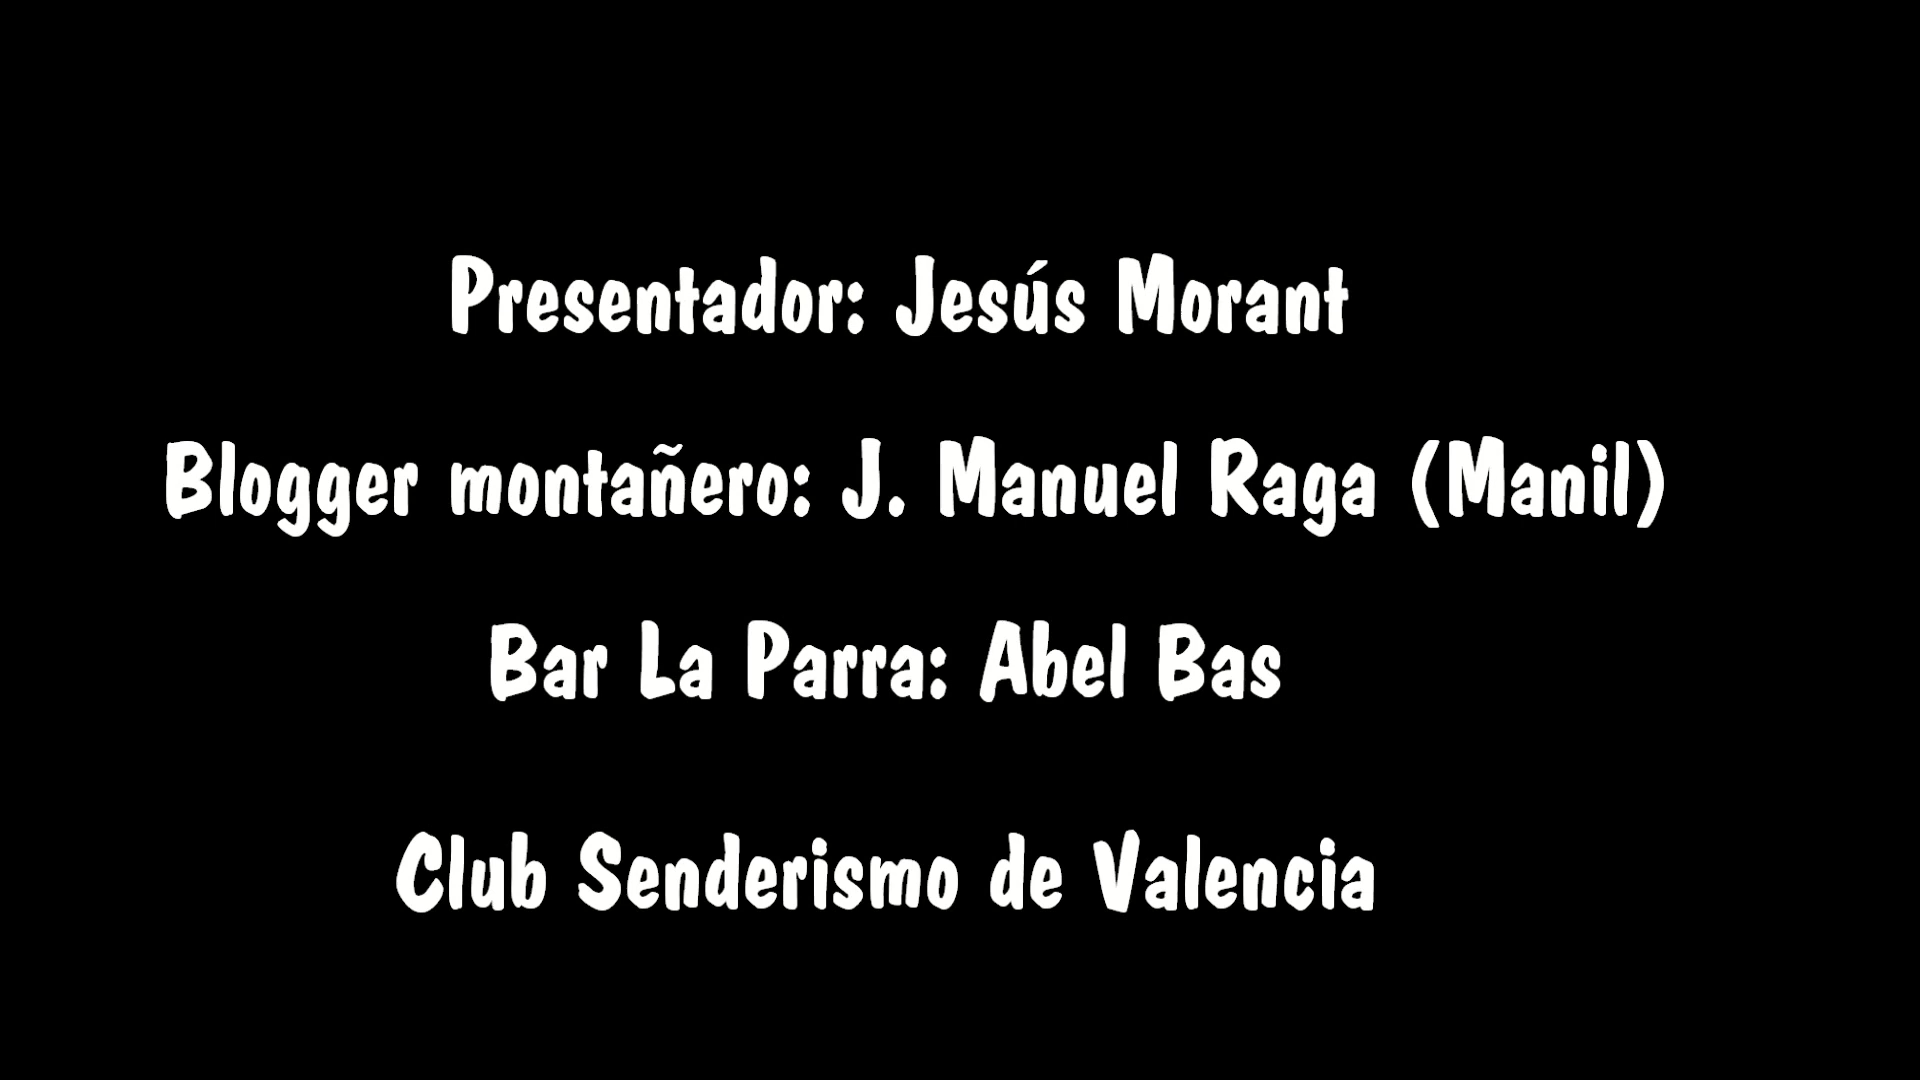 Presentador: Jesús Morant
Blogger montañero: J. Manuel Raga (Manil)
Bar La Parra: Abel Bas
Club Senderismo de Valencia